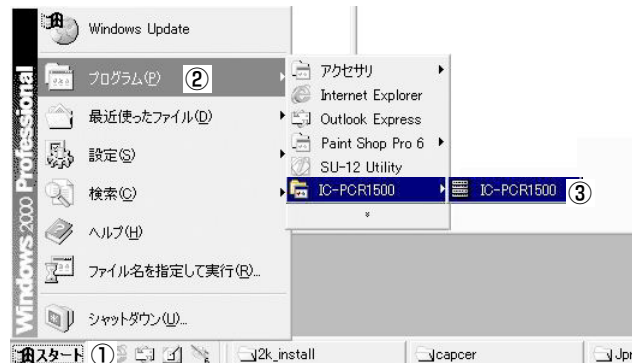 Windows 2000 Professional
Windows Update
プログラム(P) ②
最近使ったファイル(D)
設定(S)
検索(C)
ヘルプ(H)
ファイル名を指定して実行(R)...
シャットダウン(U)...
アクセサリ
Internet Explorer
Outlook Express
Paint Shop Pro 6
SU-12 Utility
IC-PCR1500
IC-PCR1500 ③
スタート ①
J2k_install
capcer